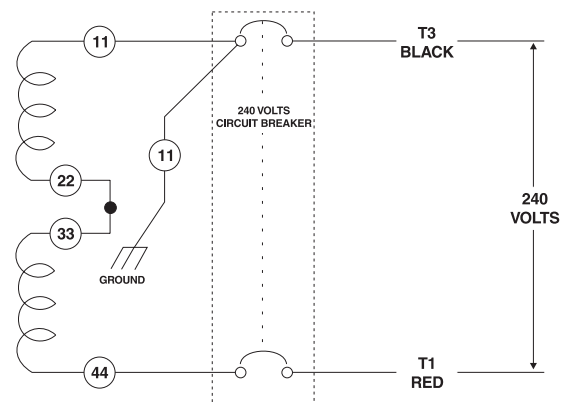 11
T3
BLACK
240 VOLTS
CIRCUIT BREAKER
11
22
33
240
VOLTS
GROUND
44
T1
RED